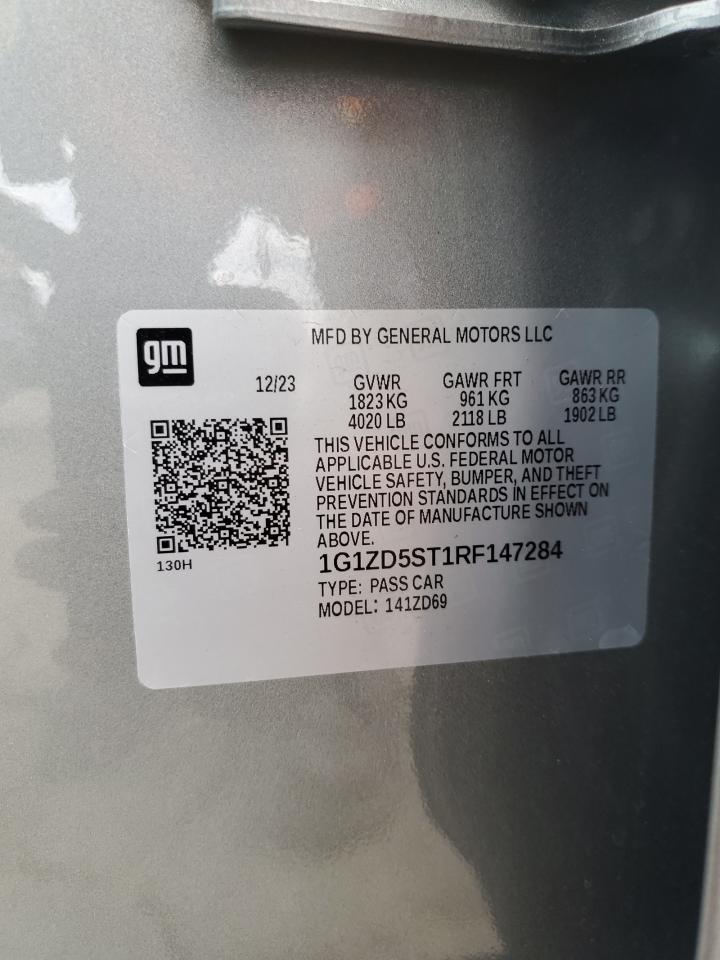 gm
MFD BY GENERAL MOTORS LLC
12/23 GVWR GAWR FRT GAWR RR
1823 KG 961 KG 863 KG
4020 LB 2118 LB 1902 LB
THIS VEHICLE CONFORMS TO ALL
APPLICABLE U.S. FEDERAL MOTOR
VEHICLE SAFETY, BUMPER, AND THEFT
PREVENTION STANDARDS IN EFFECT ON
THE DATE OF MANUFACTURE SHOWN
ABOVE.
130H
1G1ZD5ST1RF147284
TYPE: PASS CAR
MODEL: 141ZD69